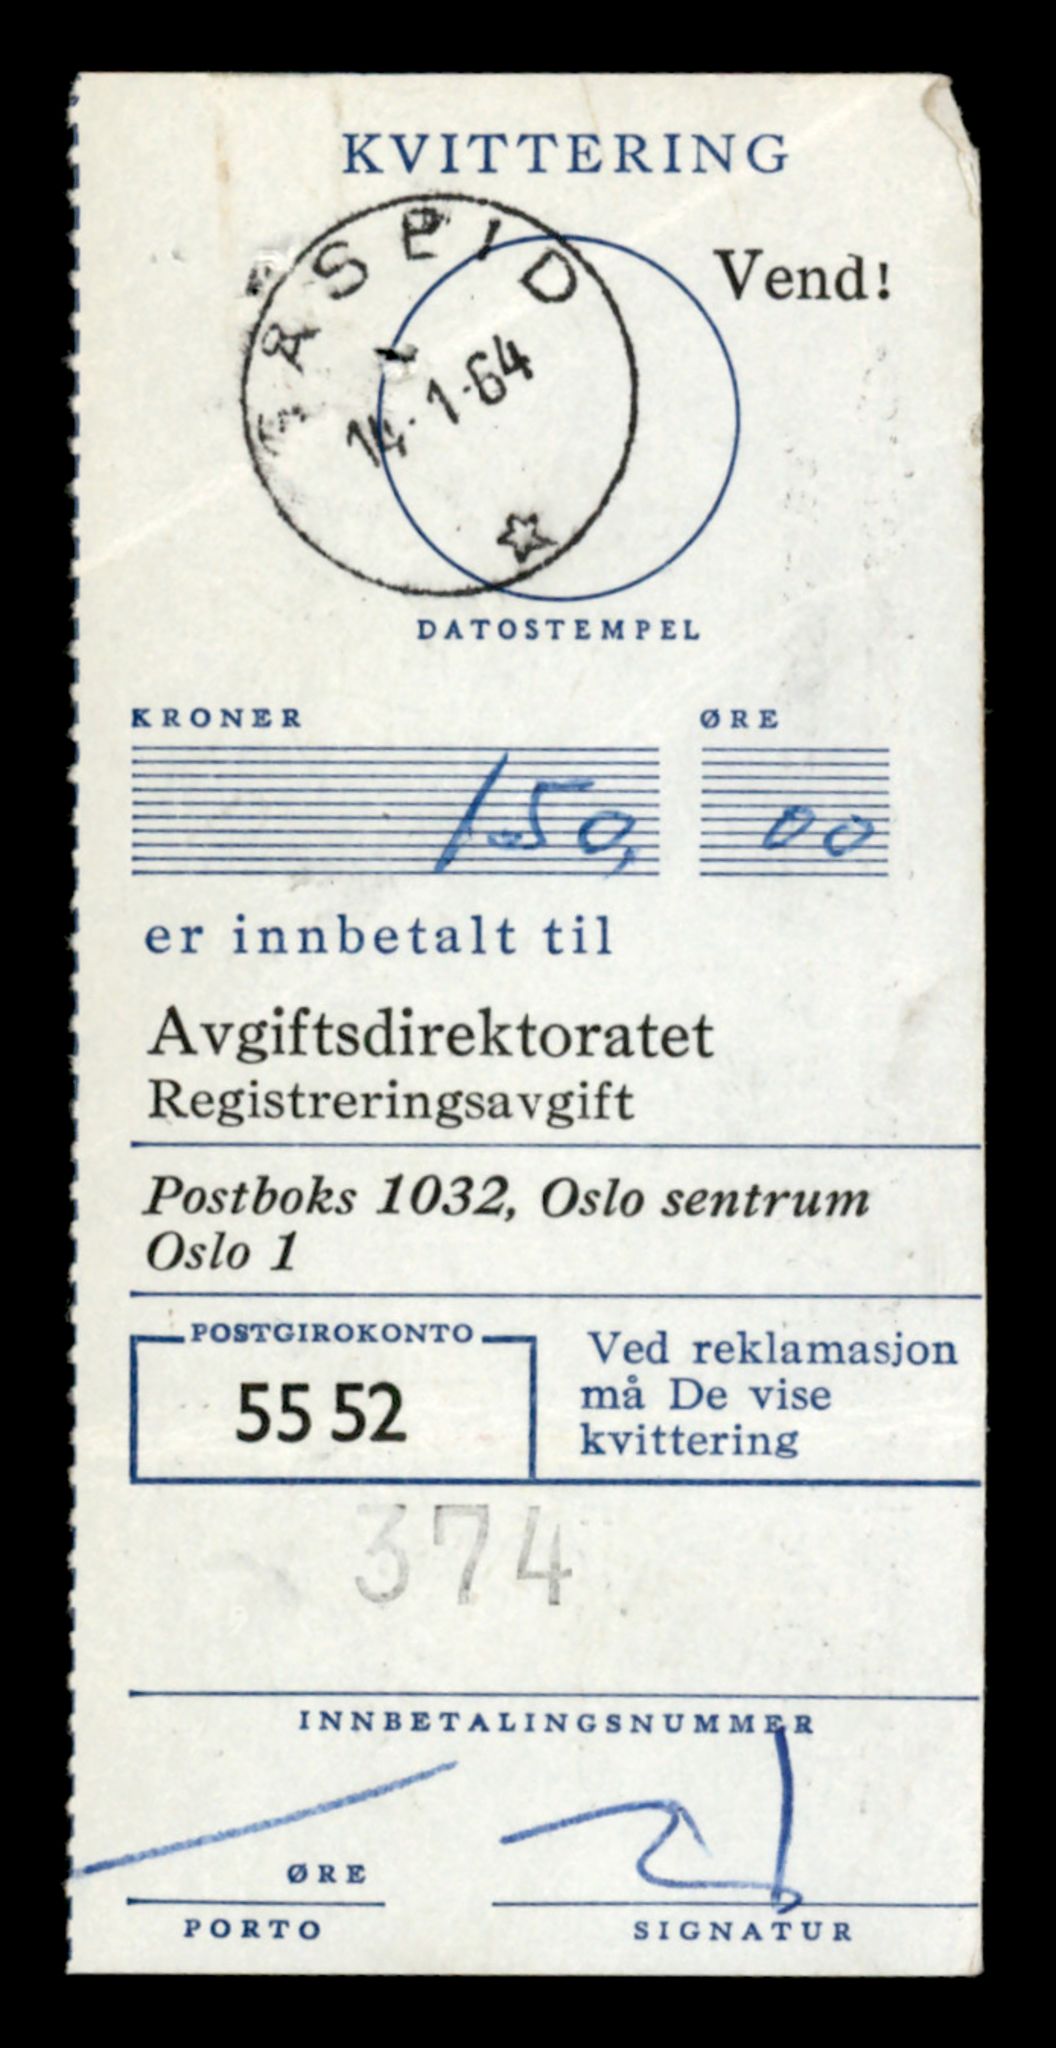 KVITTERING
Vend!
14.1.64
DATOSTEMPEL
KRONER ØRE
150, 00
er innbetalt til
Avgiftsdirektoratet
Registreringsavgift
Postboks 1032, Oslo sentrum
Oslo 1
POSTGIROKONTO
55 52
Ved reklamasjon
må De vise
kvittering
374
INNBETALINGSNUMMER
ØRE
PORTO
SIGNATUR